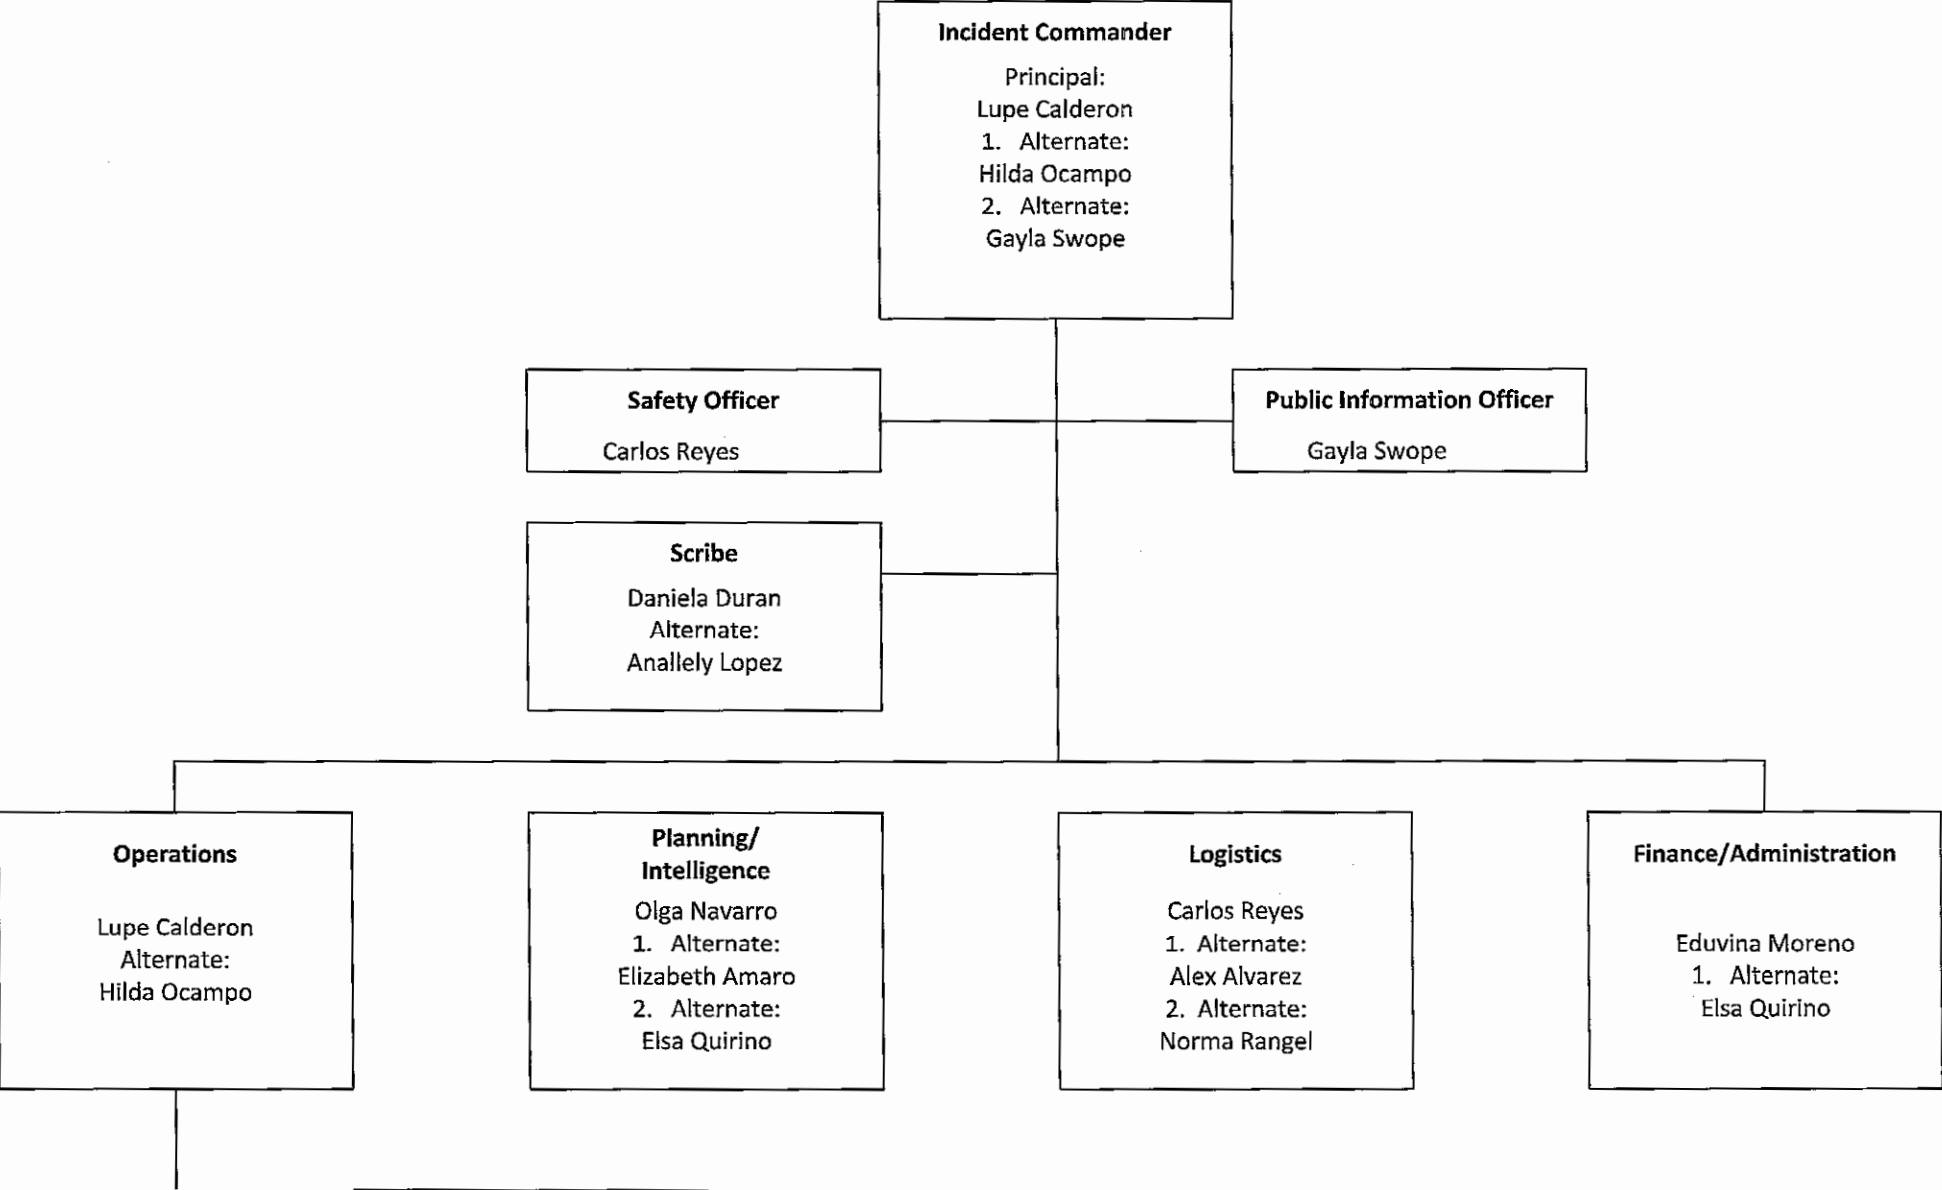 Incident Commander
Principal:
Lupe Calderon
1. Alternate:
Hilda Ocampo
2. Alternate:
Gayla Swope
Safety Officer
Carlos Reyes
Public Information Officer
Gayla Swope
Scribe
Daniela Duran
Alternate:
Anallely Lopez
Operations
Lupe Calderon
Alternate:
Hilda Ocampo
Planning/
Intelligence
Olga Navarro
1. Alternate:
Elizabeth Amaro
2. Alternate:
Elsa Quirino
Logistics
Carlos Reyes
1. Alternate:
Alex Alvarez
2. Alternate:
Norma Rangel
Finance/Administration
Eduvina Moreno
1. Alternate:
Elsa Quirino